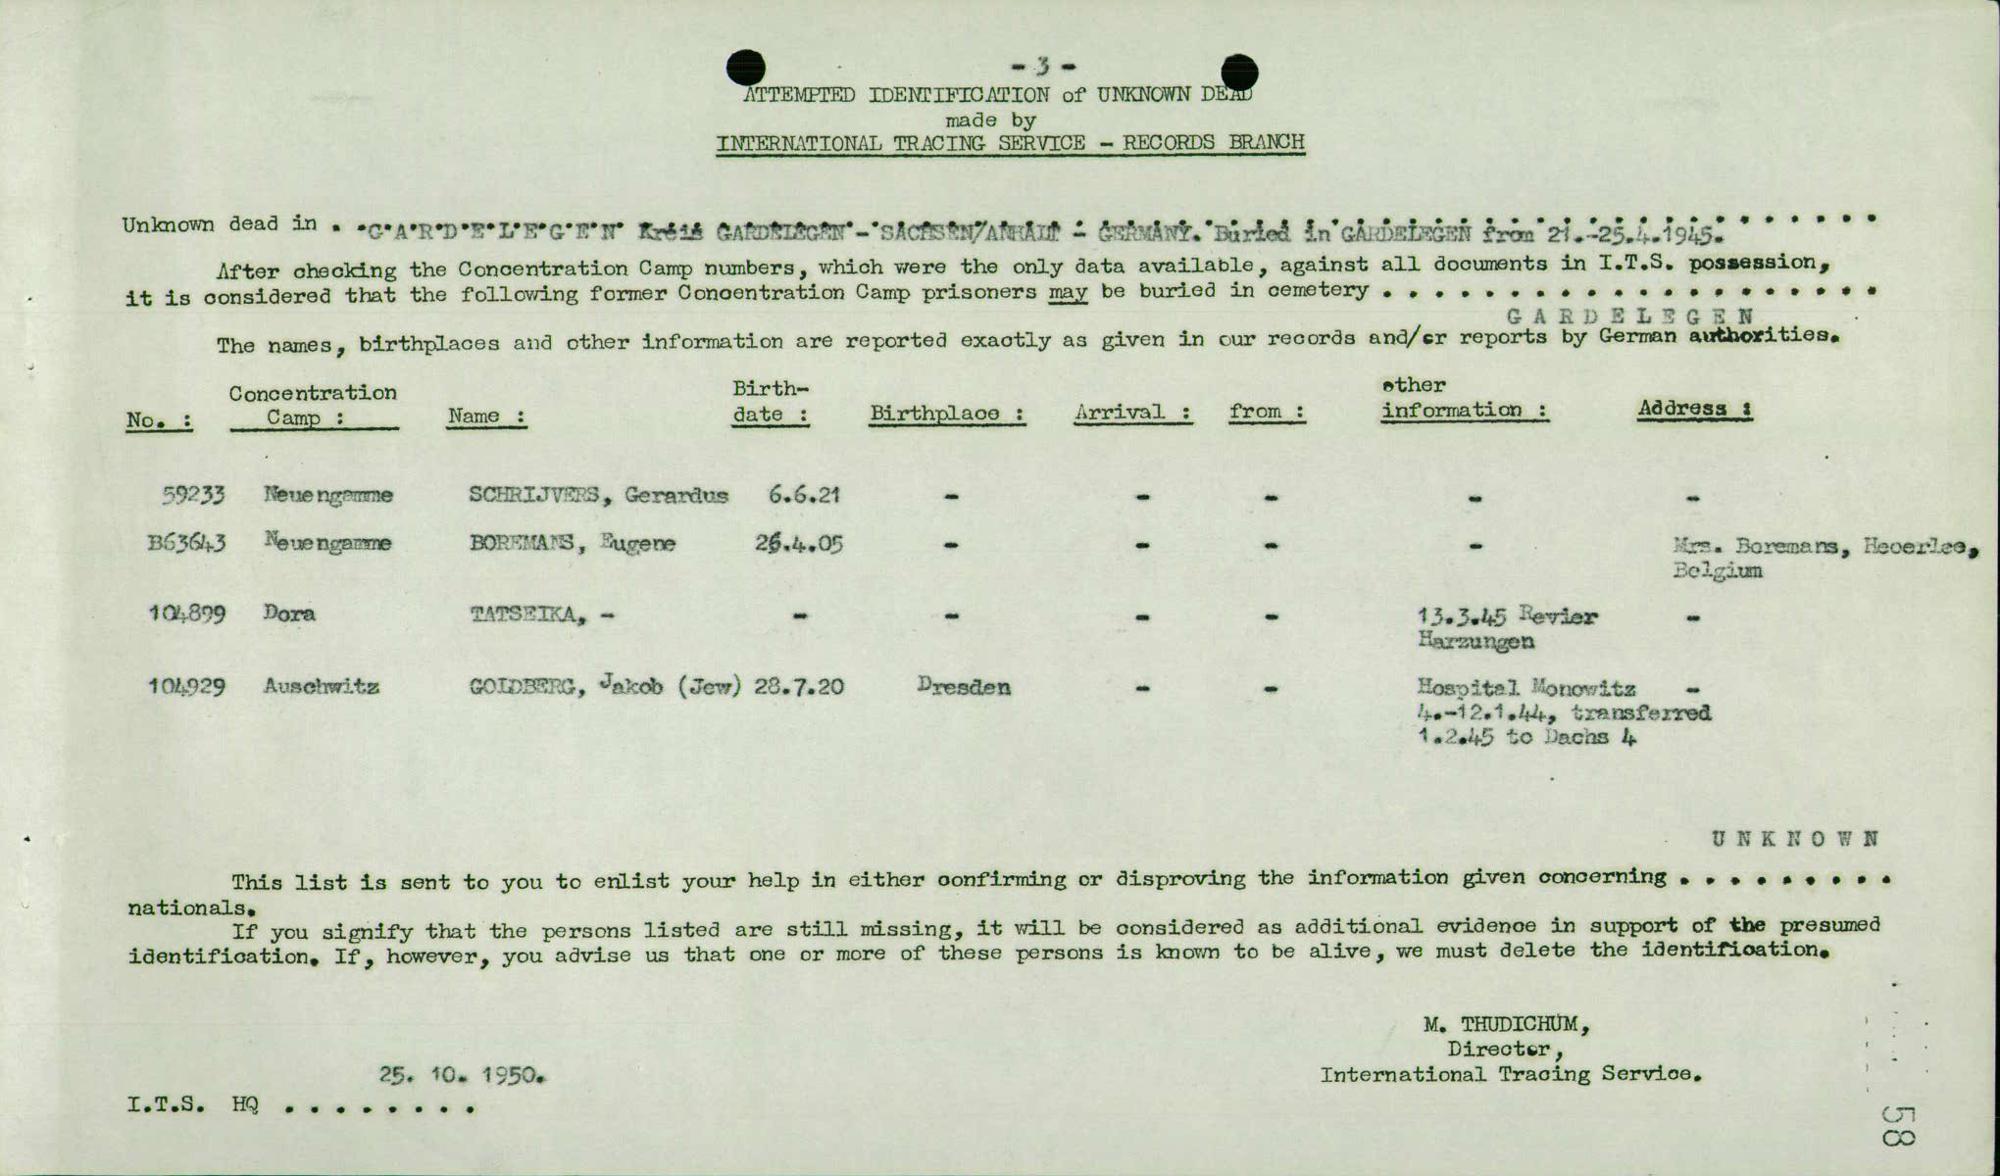 - 3 -
ATTEMPTED IDENTIFICATION of UNKNOWN DEAD
made by
INTERNATIONAL TRACING SERVICE - RECORDS BRANCH
Unknown dead in . . G A R D E L E G E N Kreis GARDELEGEN - SACHSEN/ANHALT - GERMANY. Buried in GARDELEGEN from 21.-25.4.1945.
After checking the Concentration Camp numbers, which were the only data available, against all documents in I.T.S. possession,
it is considered that the following former Concentration Camp prisoners may be buried in cemetery . . . . . . . . . . . . . . . . . . . .
G A R D E L E G E N
The names, birthplaces and other information are reported exactly as given in our records and/or reports by German authorities.
No. : Concentration Camp : Name : Birth-date : Birthplace : Arrival : from : other information : Address :
59233 Neuengamme SCHRIJVERS, Gerardus 6.6.21 - - - - -
B63643 Neuengamme BOREMANS, Eugene 26.4.05 - - - - Mrs. Boremans, Heverlee,
Belgium
104899 Dora TATSEIKA, - - - - - 13.3.45 Revier -
Harzungen
104929 Auschwitz GOLDBERG, Jakob (Jew) 28.7.20 Dresden - - Hospital Monowitz -
4.-12.1.44, transferred
1.2.45 to Dachs 4
U N K N O W N
This list is sent to you to enlist your help in either confirming or disproving the information given concerning . . . . . . . . .
nationals.
If you signify that the persons listed are still missing, it will be considered as additional evidence in support of the presumed
identification. If, however, you advise us that one or more of these persons is known to be alive, we must delete the identification.
M. THUDICHUM,
Director,
International Tracing Service.
25. 10. 1950.
I.T.S. HQ . . . . . . . .
58